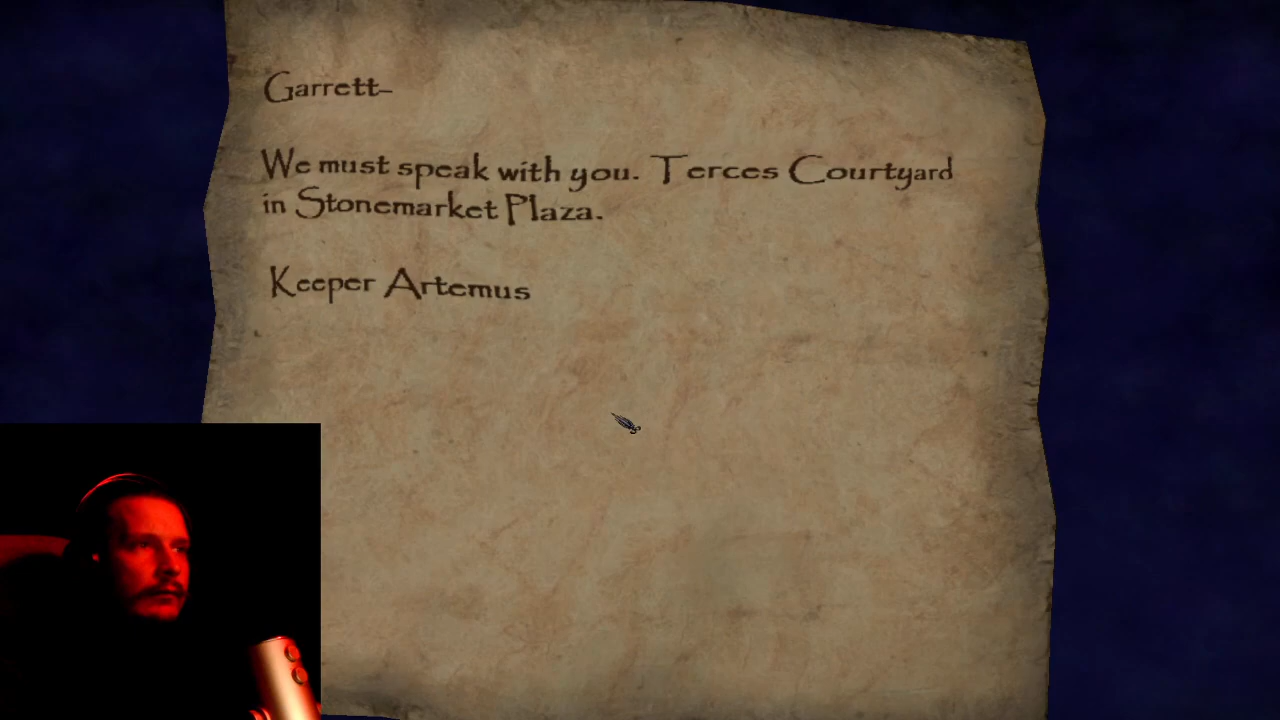 Garrett–
We must speak with you. Terces Courtyard
in Stonemarket Plaza.
Keeper Artemus